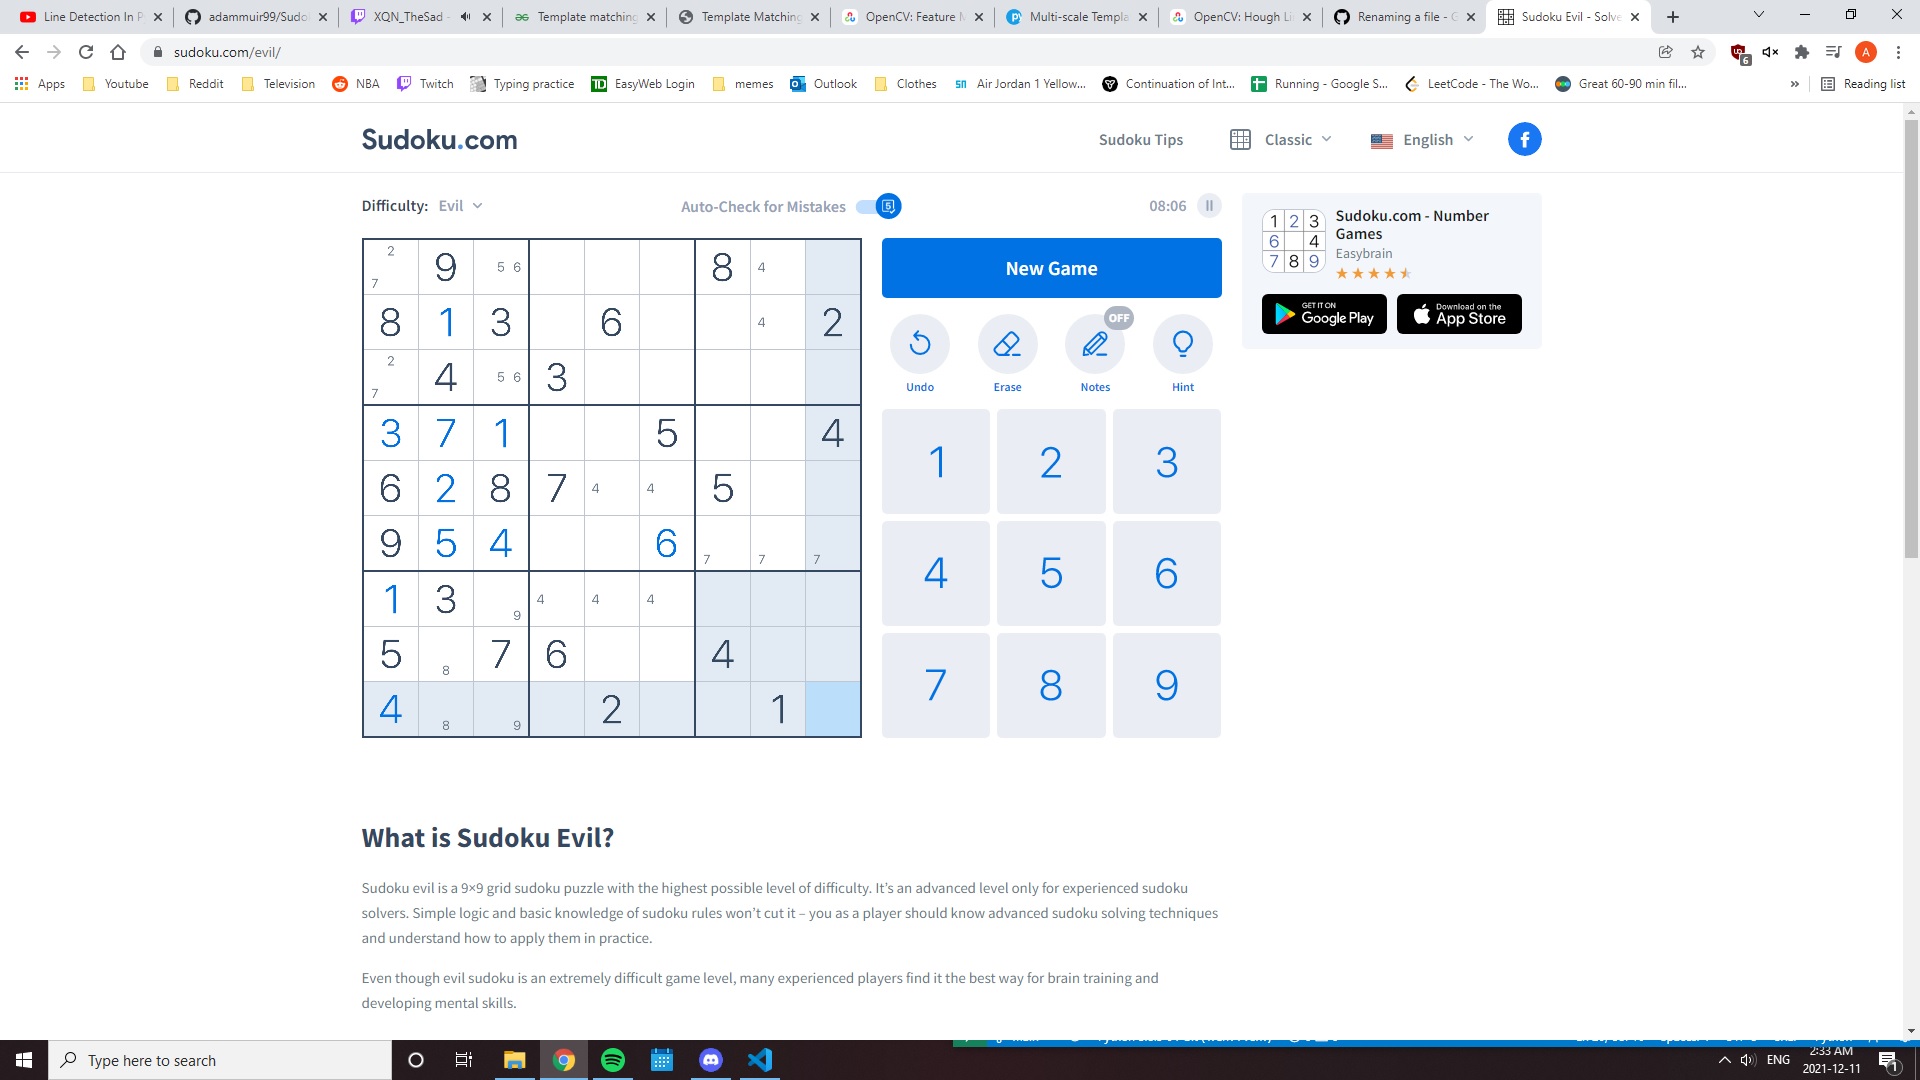 Line Detection In P
adammuir99/Sudo
XQN_TheSad -
Template matching
Template Matching
OpenCV: Feature M
Multi-scale Templa
OpenCV: Hough Li
Renaming a file - G
Sudoku Evil - Solve
sudoku.com/evil/
6
A
Apps
Youtube
Reddit
Television
NBA
Twitch
Typing practice
EasyWeb Login
memes
Outlook
Clothes
Air Jordan 1 Yellow...
Continuation of Int...
Running - Google S...
LeetCode - The Wo...
Great 60-90 min fil...
»
Reading list
Sudoku.com
Sudoku Tips
Classic
English
Difficulty: Evil
Auto-Check for Mistakes
08:06
2 7 9 5 6 8 4
8 1 3 6 4 2
2 7 4 5 6 3
3 7 1 5 4
6 2 8 7 4 4 5
9 5 4 6 7 7 7
1 3 9 4 4 4
5 8 7 6 4
4 8 9 2 1
New Game
OFF
Undo
Erase
Notes
Hint
1 2 3
4 5 6
7 8 9
1 2 3
6 4
7 8 9
Sudoku.com - Number
Games
Easybrain
GET IT ON
Google Play
Download on the
App Store
What is Sudoku Evil?
Sudoku evil is a 9×9 grid sudoku puzzle with the highest possible level of difficulty. It’s an advanced level only for experienced sudoku
solvers. Simple logic and basic knowledge of sudoku rules won’t cut it – you as a player should know advanced sudoku solving techniques
and understand how to apply them in practice.
Even though evil sudoku is an extremely difficult game level, many experienced players find it the best way for brain training and
developing mental skills.
Type here to search
ENG
2:33 AM
2021-12-11
1